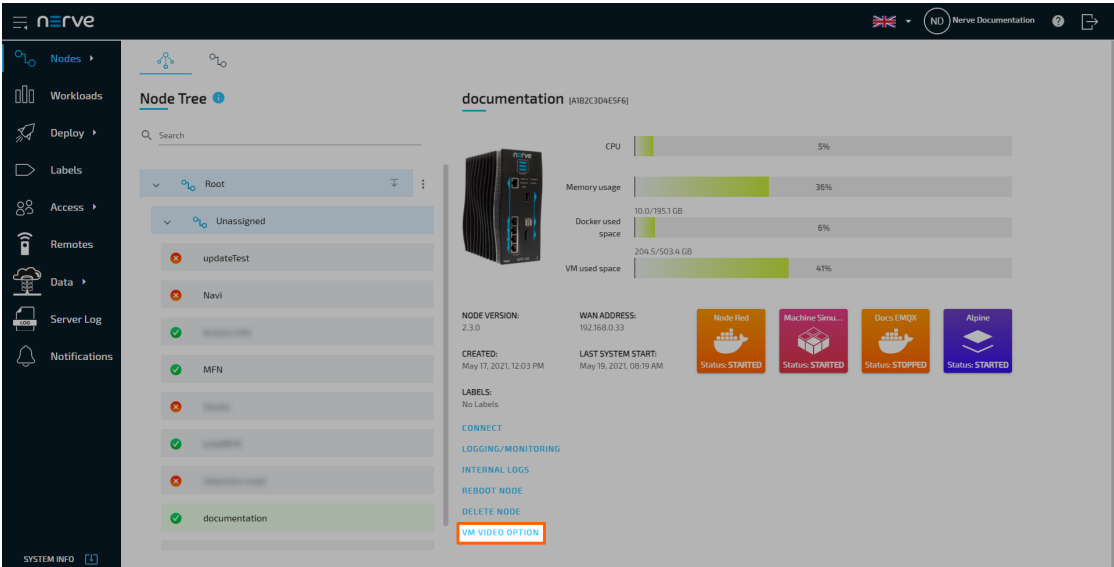 nerve
ND Nerve Documentation
Nodes
Workloads
Deploy
Labels
Access
Remotes
Data
LOG Server Log
Notifications
SYSTEM INFO
Node Tree
Search
Root
Unassigned
updateTest
Navi
MFN
documentation
documentation [A1B2C3D4E5F6]
nerve
CPU 5%
Memory usage 36%
10.0/195.1 GB
Docker used space 6%
204.5/503.4 GB
VM used space 41%
NODE VERSION:
2.3.0
WAN ADDRESS:
192.168.0.33
CREATED:
May 17, 2021, 12:03 PM
LAST SYSTEM START:
May 19, 2021, 08:19 AM
LABELS:
No Labels
Node Red
Status: STARTED
Machine Simu...
Status: STARTED
Docs EMQX
Status: STOPPED
Alpine
Status: STARTED
CONNECT
LOGGING/MONITORING
INTERNAL LOGS
REBOOT NODE
DELETE NODE
VM VIDEO OPTION